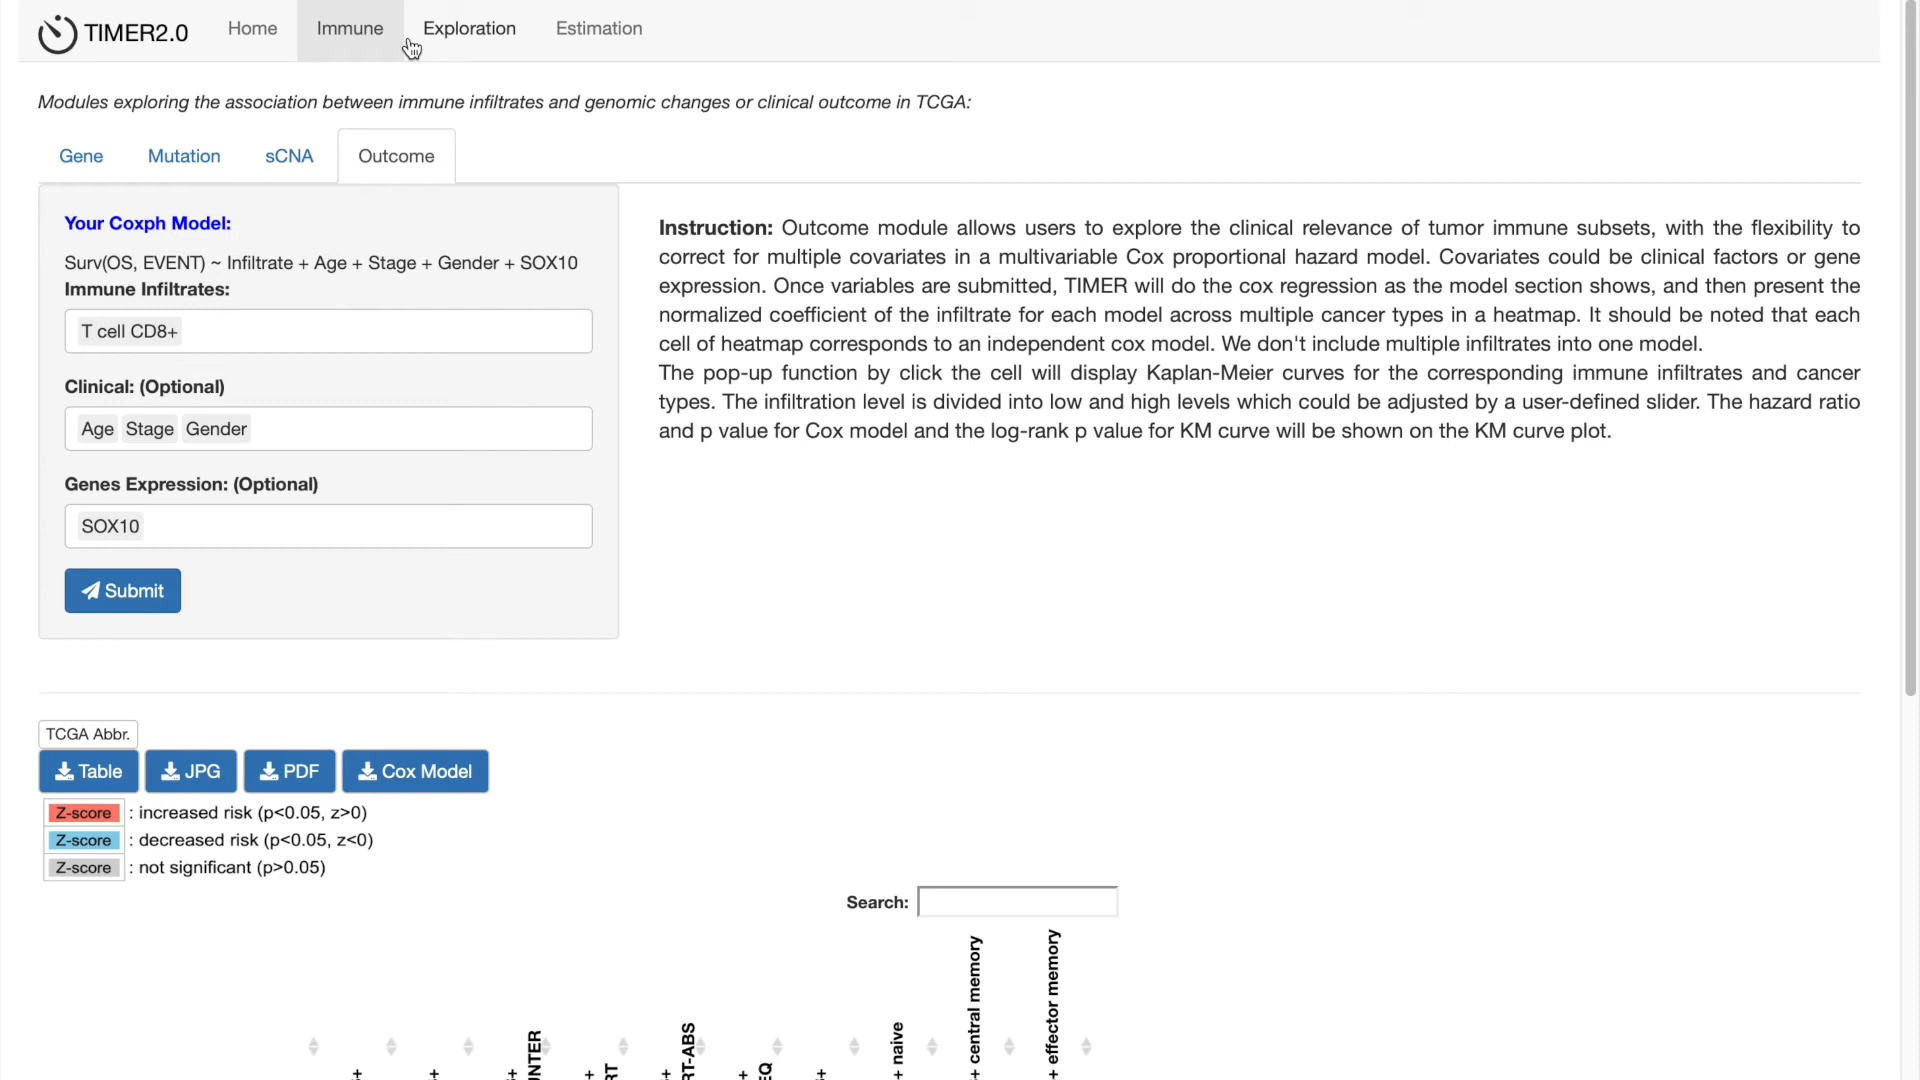 TIMER2.0 Home Immune Exploration Estimation
Modules exploring the association between immune infiltrates and genomic changes or clinical outcome in TCGA:
Gene Mutation sCNA Outcome
Your Coxph Model:
Surv(OS, EVENT) ~ Infiltrate + Age + Stage + Gender + SOX10
Immune Infiltrates:
T cell CD8+
Clinical: (Optional)
Age Stage Gender
Genes Expression: (Optional)
SOX10
Submit
Instruction: Outcome module allows users to explore the clinical relevance of tumor immune subsets, with the flexibility to
correct for multiple covariates in a multivariable Cox proportional hazard model. Covariates could be clinical factors or gene
expression. Once variables are submitted, TIMER will do the cox regression as the model section shows, and then present the
normalized coefficient of the infiltrate for each model across multiple cancer types in a heatmap. It should be noted that each
cell of heatmap corresponds to an independent cox model. We don't include multiple infiltrates into one model.
The pop-up function by click the cell will display Kaplan-Meier curves for the corresponding immune infiltrates and cancer
types. The infiltration level is divided into low and high levels which could be adjusted by a user-defined slider. The hazard ratio
and p value for Cox model and the log-rank p value for KM curve will be shown on the KM curve plot.
TCGA Abbr.
Table JPG PDF Cox Model
Z-score : increased risk (p<0.05, z>0)
Z-score : decreased risk (p<0.05, z<0)
Z-score : not significant (p>0.05)
Search:
+
+
+
UNTER
+
RT
+
RT-ABS
+
EQ
+
+ naive
+ central memory
+ effector memory